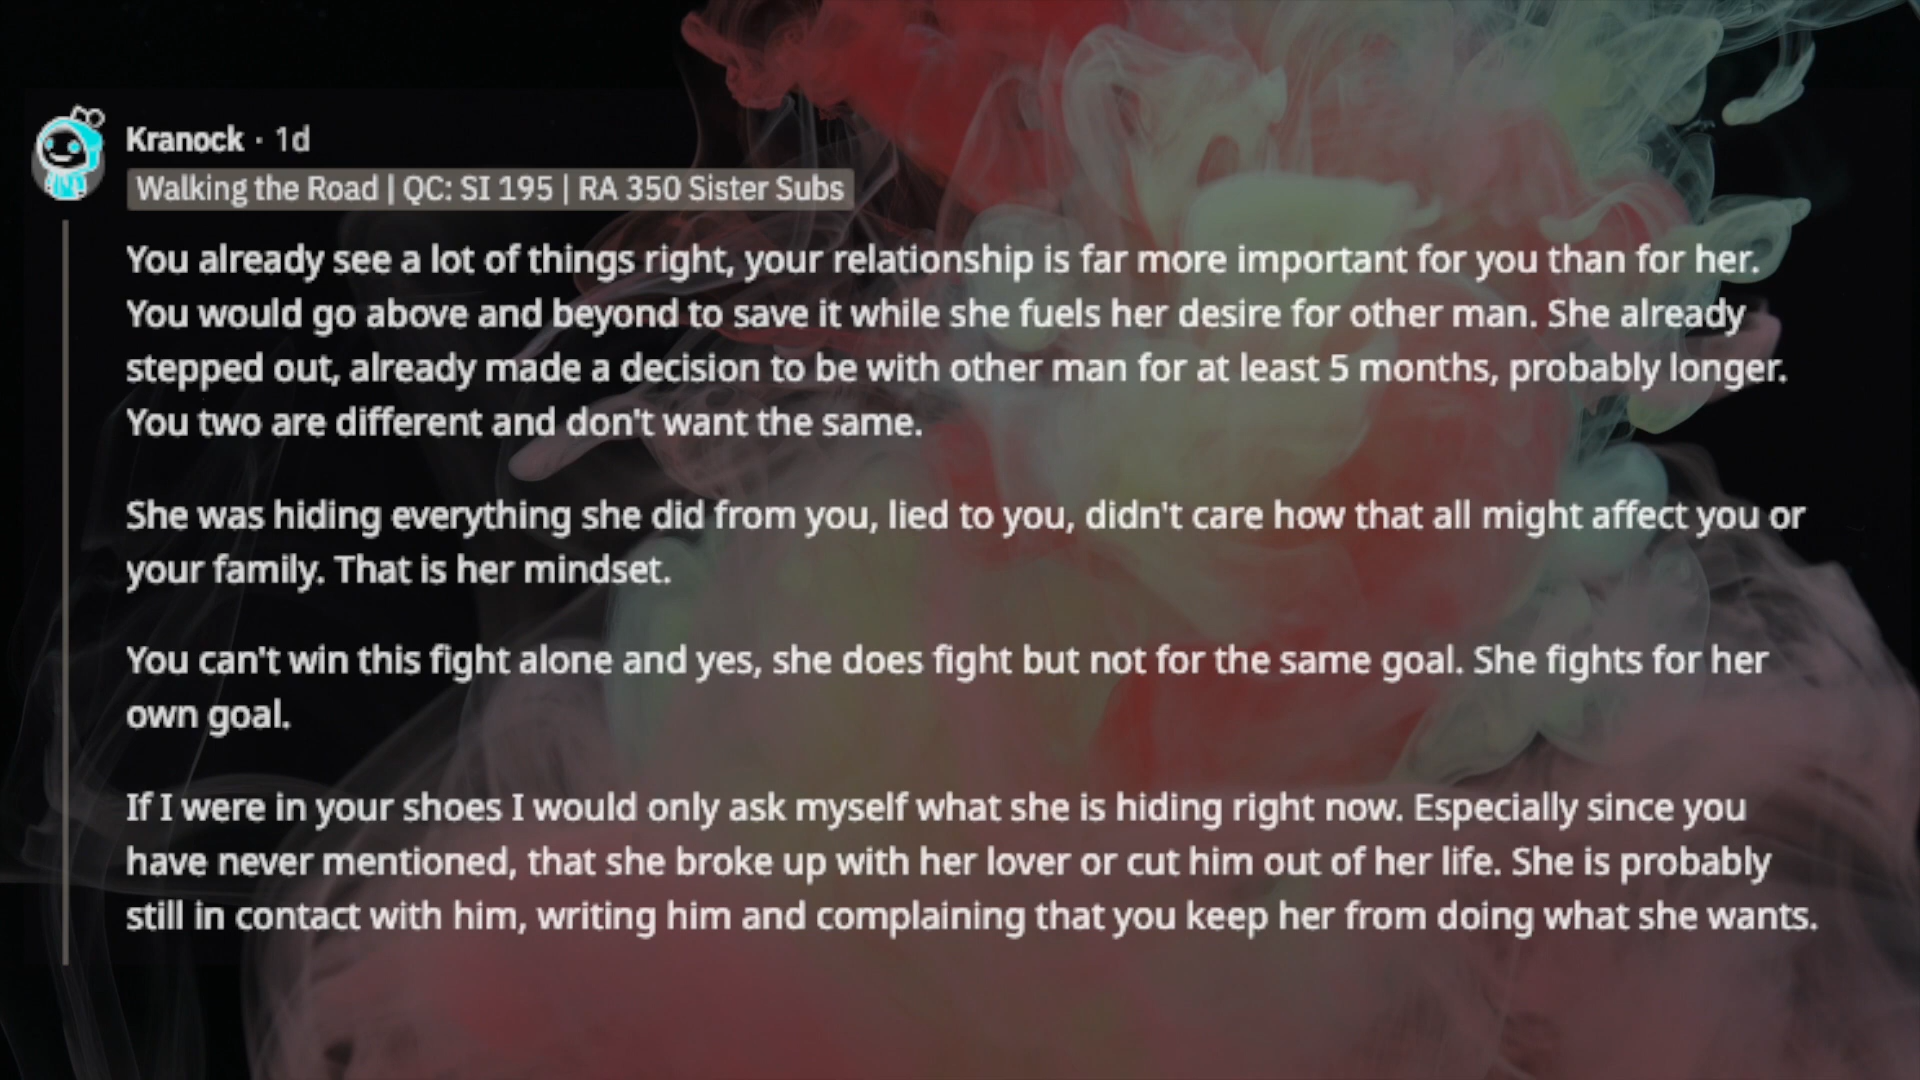 Kranock · 1d
Walking the Road | QC: SI 195 | RA 350 Sister Subs
You already see a lot of things right, your relationship is far more important for you than for her.
You would go above and beyond to save it while she fuels her desire for other man. She already
stepped out, already made a decision to be with other man for at least 5 months, probably longer.
You two are different and don't want the same.
She was hiding everything she did from you, lied to you, didn't care how that all might affect you or
your family. That is her mindset.
You can't win this fight alone and yes, she does fight but not for the same goal. She fights for her
own goal.
If I were in your shoes I would only ask myself what she is hiding right now. Especially since you
have never mentioned, that she broke up with her lover or cut him out of her life. She is probably
still in contact with him, writing him and complaining that you keep her from doing what she wants.